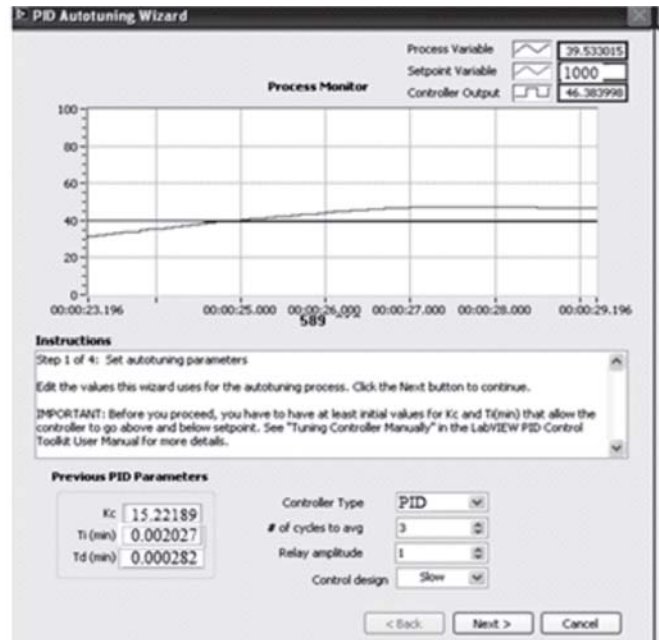 PID Autotuning Wizard
Process Variable 39.533015
Setpoint Variable 1000
Process Monitor
Controller Output 46.383998
100
80
60
40
20
0
00:00:23.196 00:00:25.000 00:00:26.000 00:00:27.000 00:00:28.000 00:00:29.196
589
Instructions
Step 1 of 4: Set autotuning parameters
Edit the values this wizard uses for the autotuning process. Click the Next button to continue.
IMPORTANT: Before you proceed, you have to have at least initial values for Kc and Ti(min) that allow the
controller to go above and below setpoint. See "Tuning Controller Manually" in the LabVIEW PID Control
Toolkit User Manual for more details.
Previous PID Parameters
Kc 15.22189
Ti (min) 0.002027
Td (min) 0.000282
Controller Type PID
# of cycles to avg 3
Relay amplitude 1
Control design Slow
< Back Next > Cancel